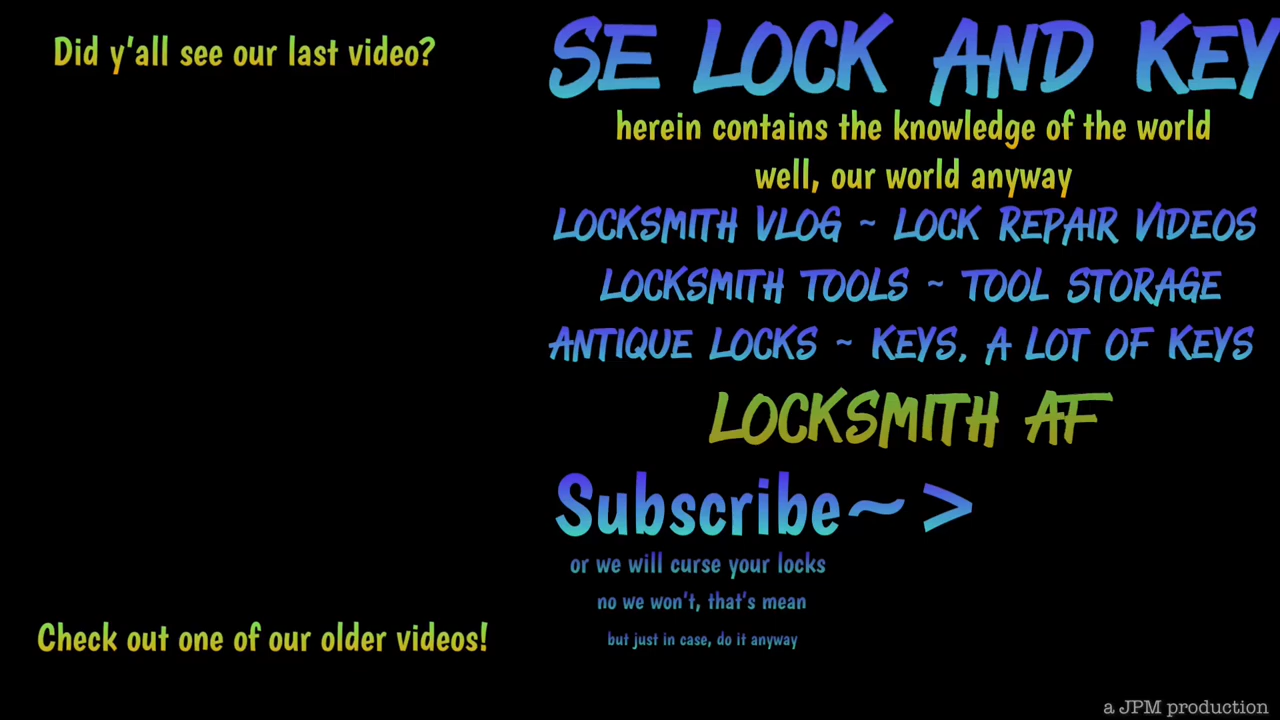 Did y'all see our last video?
SE LOCK AND KEY
herein contains the knowledge of the world
well, our world anyway
LOCKSMITH VLOG ~ LOCK REPAIR VIDEOS
LOCKSMITH TOOLS ~ TOOL STORAGE
ANTIQUE LOCKS ~ KEYS, A LOT OF KEYS
LOCKSMITH AF
Subscribe~>
or we will curse your locks
no we won't, that's mean
but just in case, do it anyway
Check out one of our older videos!
a JPM production